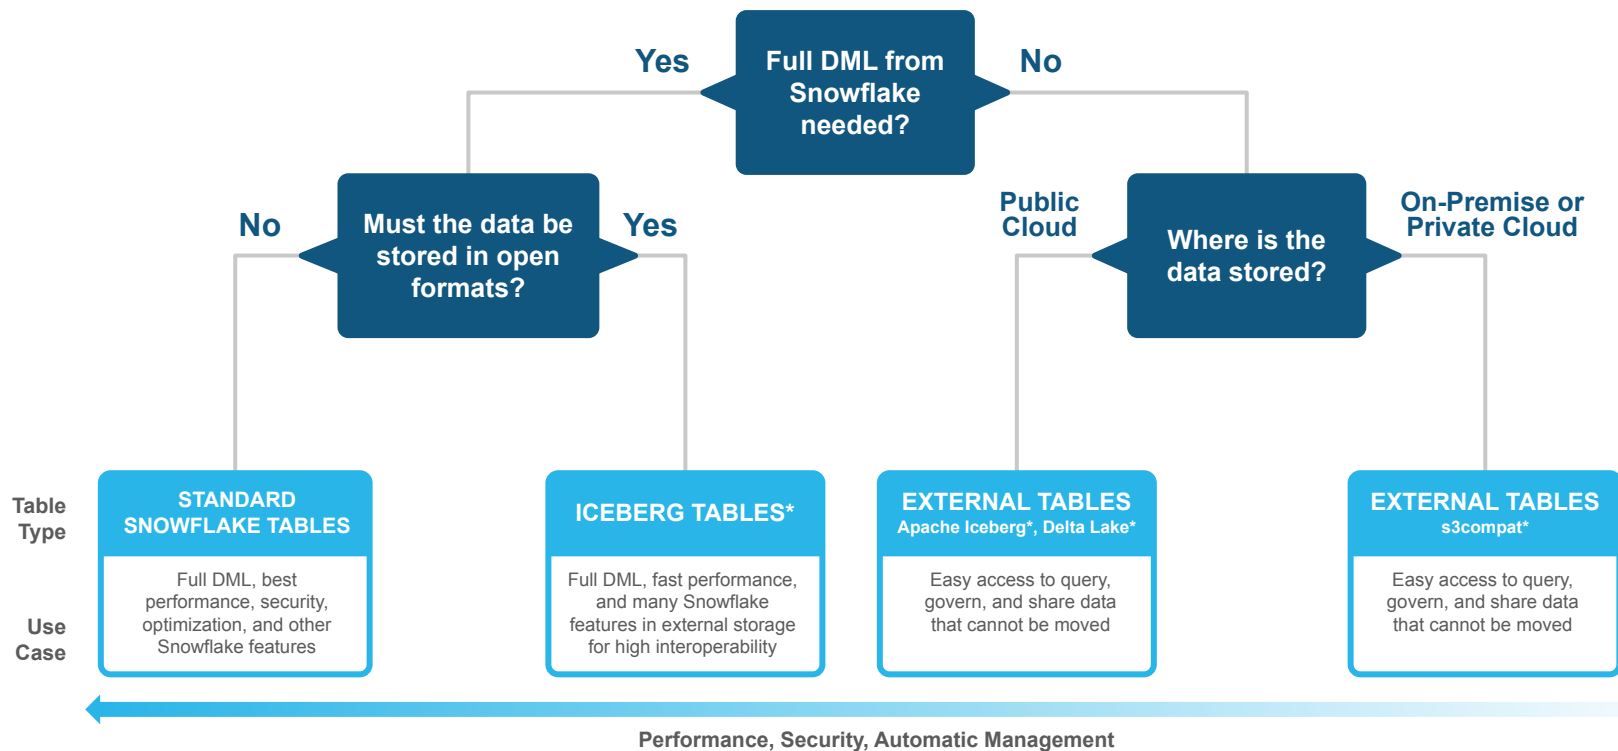 Full DML from
Snowflake
needed?
Yes
No
Must the data be
stored in open
formats?
No
Yes
Where is the
data stored?
Public
Cloud
On-Premise or
Private Cloud
Table
Type
STANDARD
SNOWFLAKE TABLES
ICEBERG TABLES*
EXTERNAL TABLES
Apache Iceberg*, Delta Lake*
EXTERNAL TABLES
s3compat*
Use
Case
Full DML, best
performance, security,
optimization, and other
Snowflake features
Full DML, fast performance,
and many Snowflake
features in external storage
for high interoperability
Easy access to query,
govern, and share data
that cannot be moved
Easy access to query,
govern, and share data
that cannot be moved
Performance, Security, Automatic Management